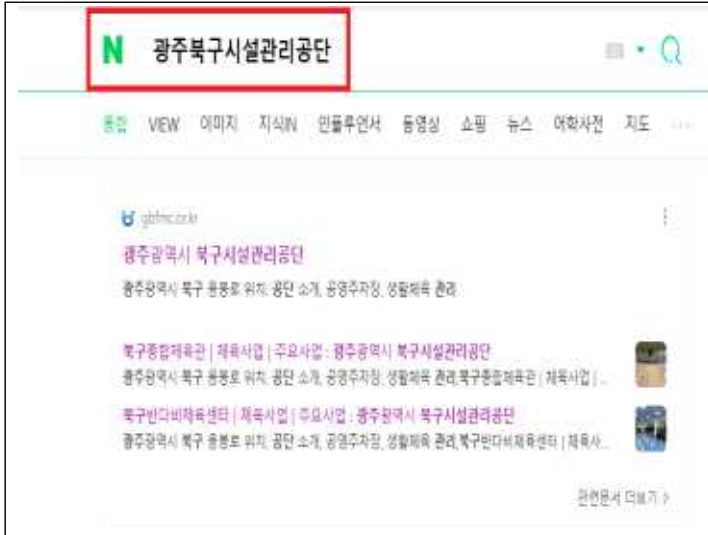 N 광주북구시설관리공단
통합 VIEW 이미지 지식iN 인플루언서 동영상 쇼핑 뉴스 어학사전 지도 ···
gbfmc.or.kr
광주광역시 북구시설관리공단
광주광역시 북구 용봉로 위치, 공단 소개, 공영주차장, 생활체육 관리
북구종합체육관 | 체육사업 | 주요사업 : 광주광역시 북구시설관리공단
광주광역시 북구 용봉로 위치, 공단 소개, 공영주차장, 생활체육 관리,북구종합체육관 | 체육사업 | ...
북구반다비체육센터 | 체육사업 | 주요사업 : 광주광역시 북구시설관리공단
광주광역시 북구 용봉로 위치, 공단 소개, 공영주차장, 생활체육 관리,북구반다비체육센터 | 체육사...
관련문서 더보기 >